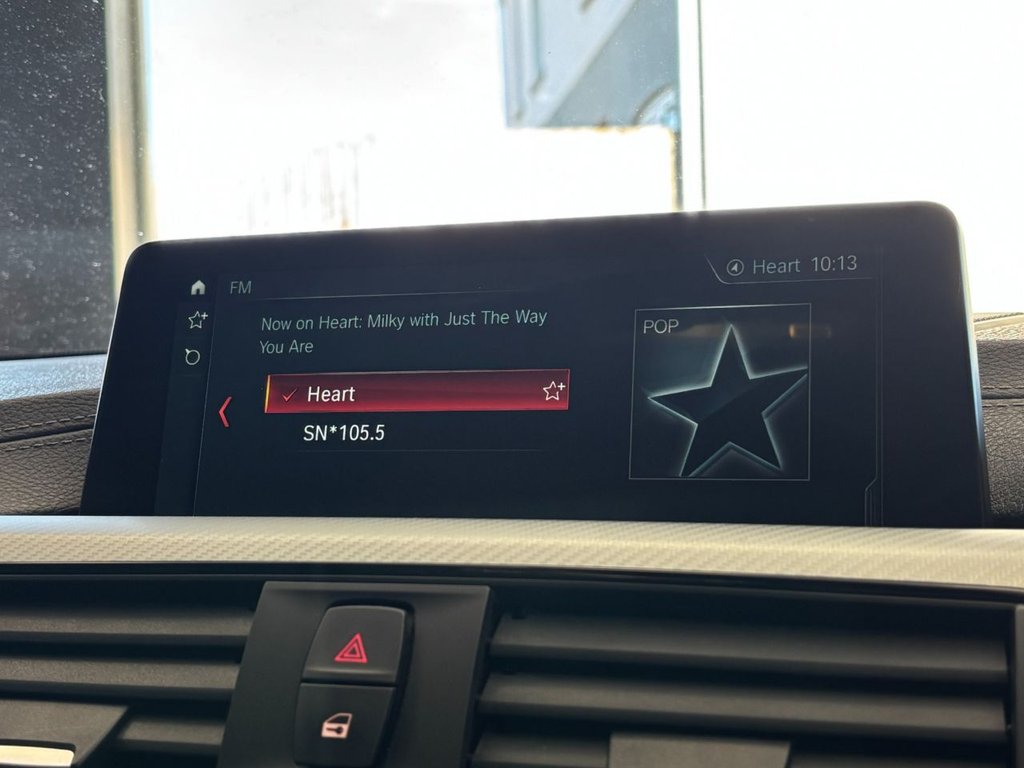 FM
Heart 10:13
Now on Heart: Milky with Just The Way
You Are
POP
Heart
SN*105.5